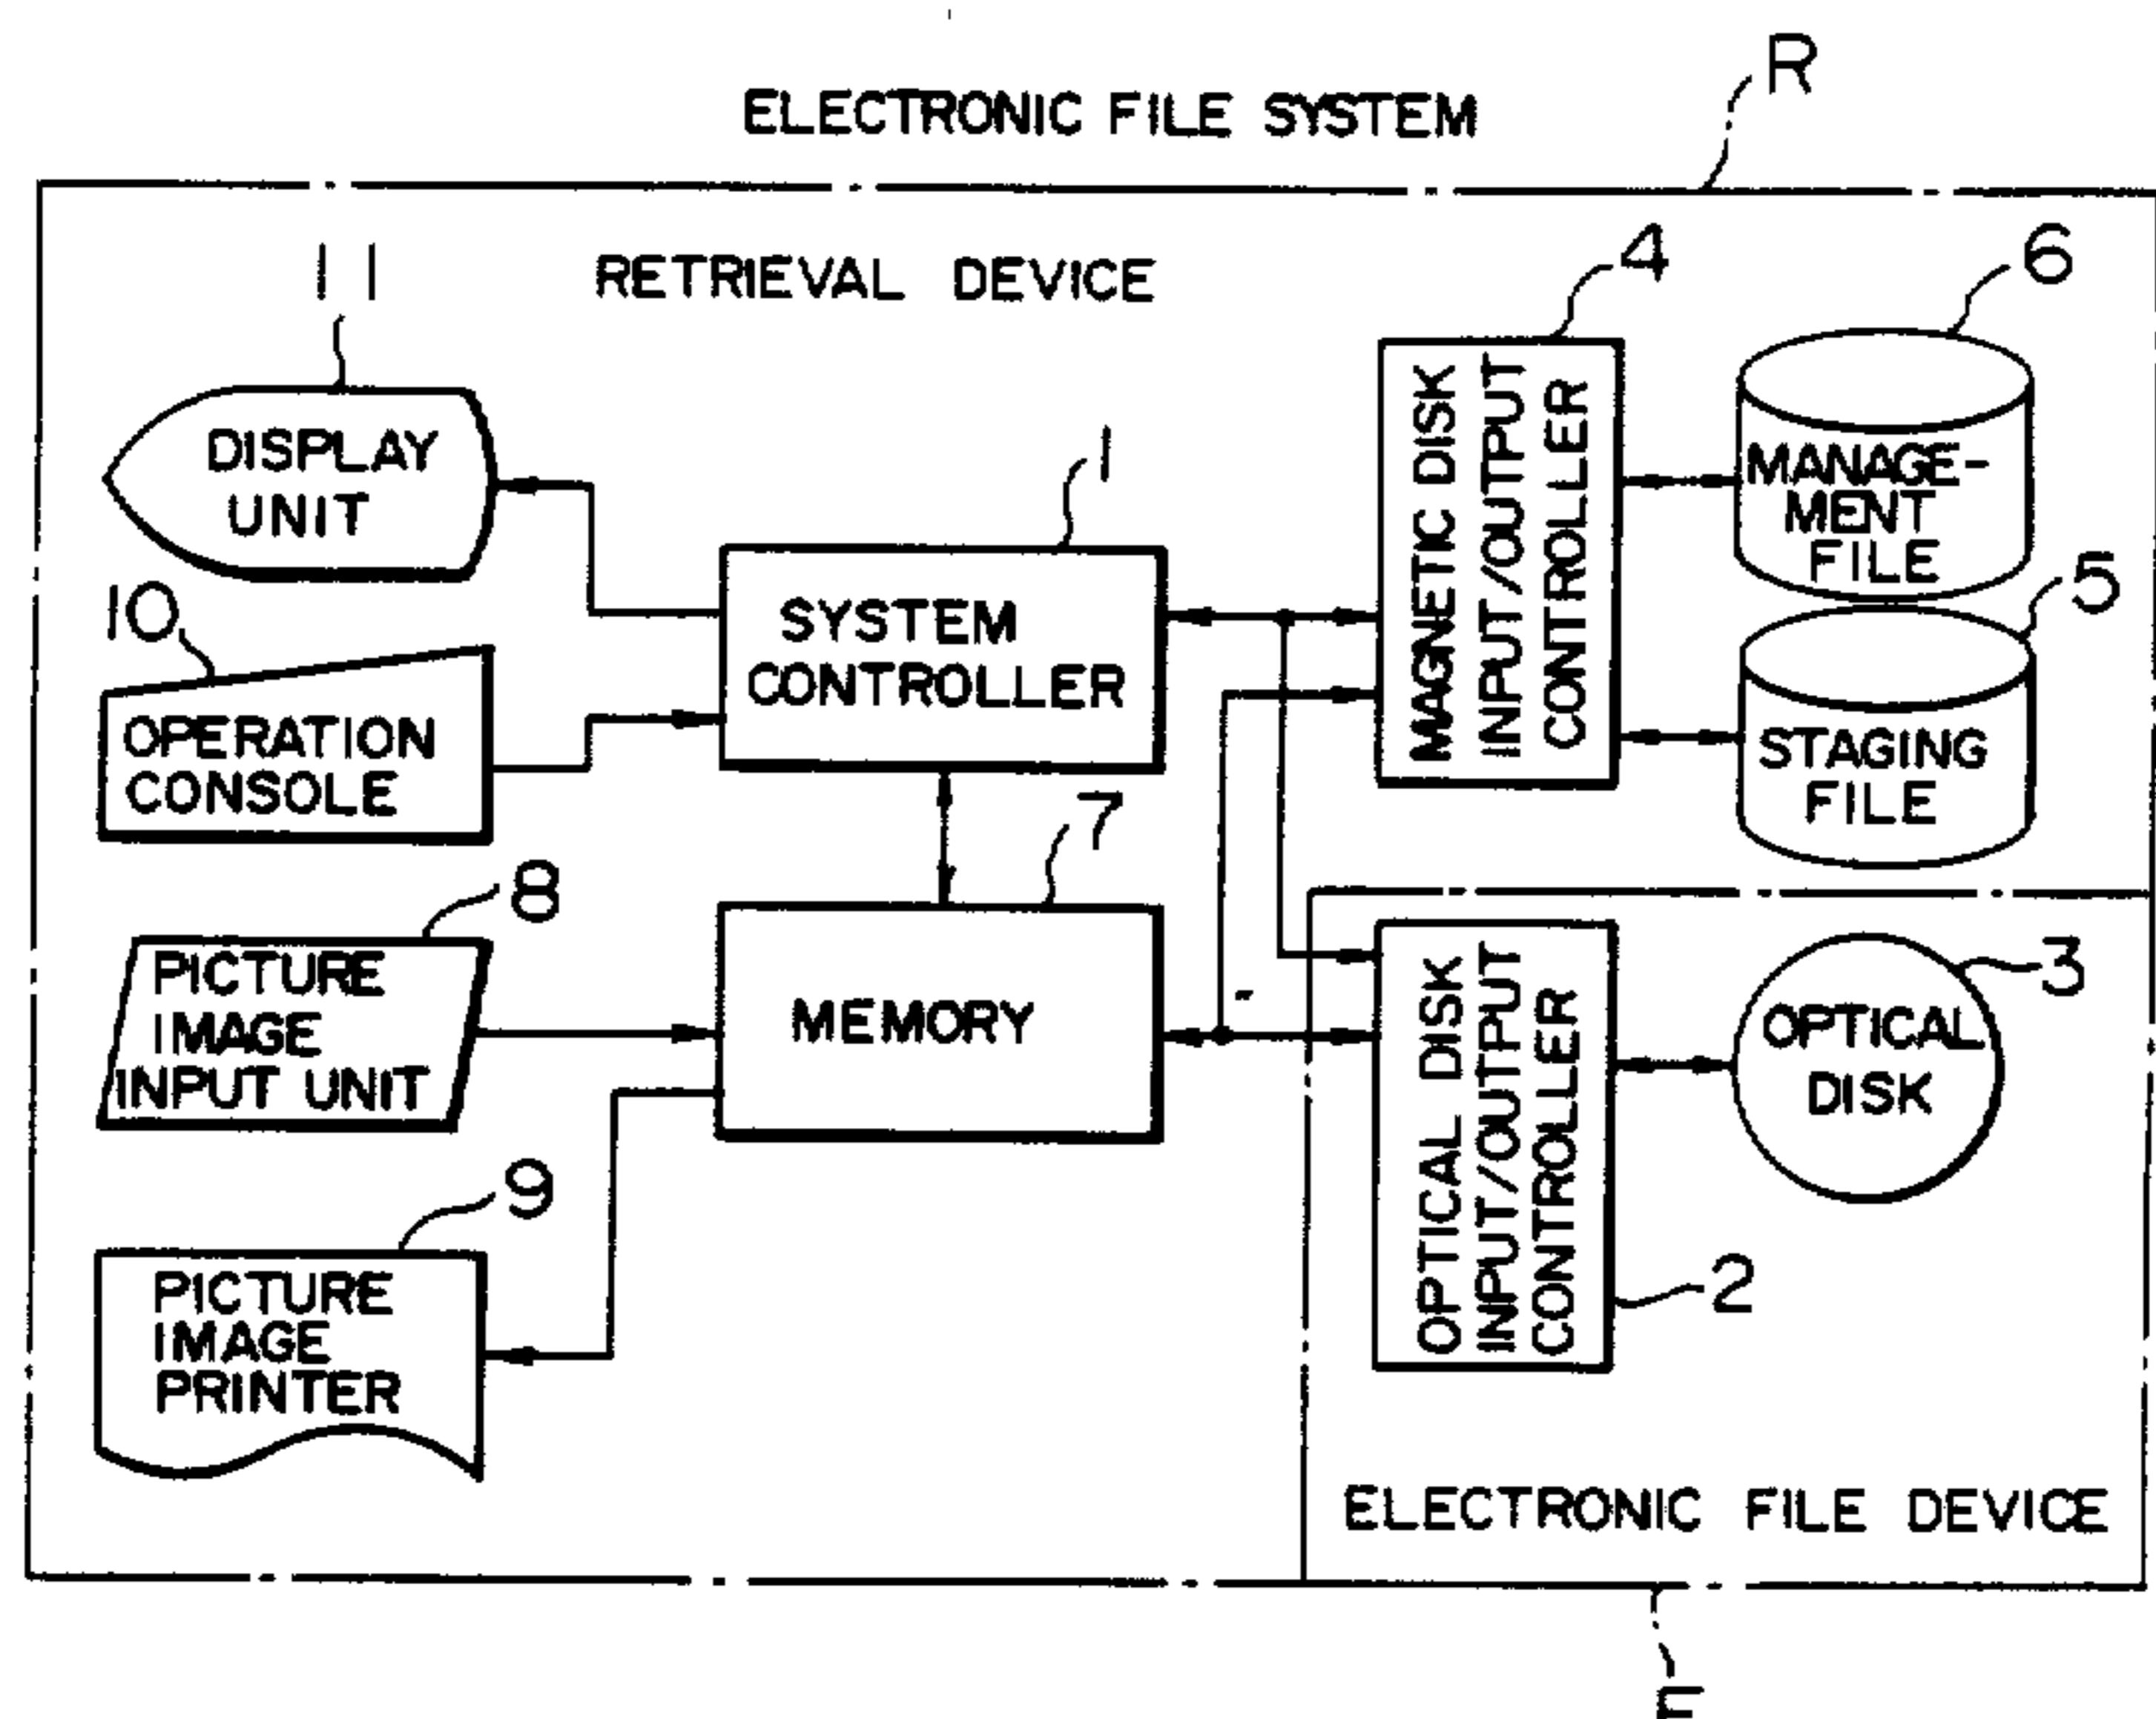 ELECTRONIC FILE SYSTEM
R
RETRIEVAL DEVICE
11
DISPLAY
UNIT
10
OPERATION
CONSOLE
1
SYSTEM
CONTROLLER
4
MAGNETIC DISK
INPUT/OUTPUT
CONTROLLER
6
MANAGE-
MENT
FILE
5
STAGING
FILE
8
PICTURE
IMAGE
INPUT UNIT
7
MEMORY
9
PICTURE
IMAGE
PRINTER
OPTICAL DISK
INPUT/OUTPUT
CONTROLLER
2
3
OPTICAL
DISK
ELECTRONIC FILE DEVICE